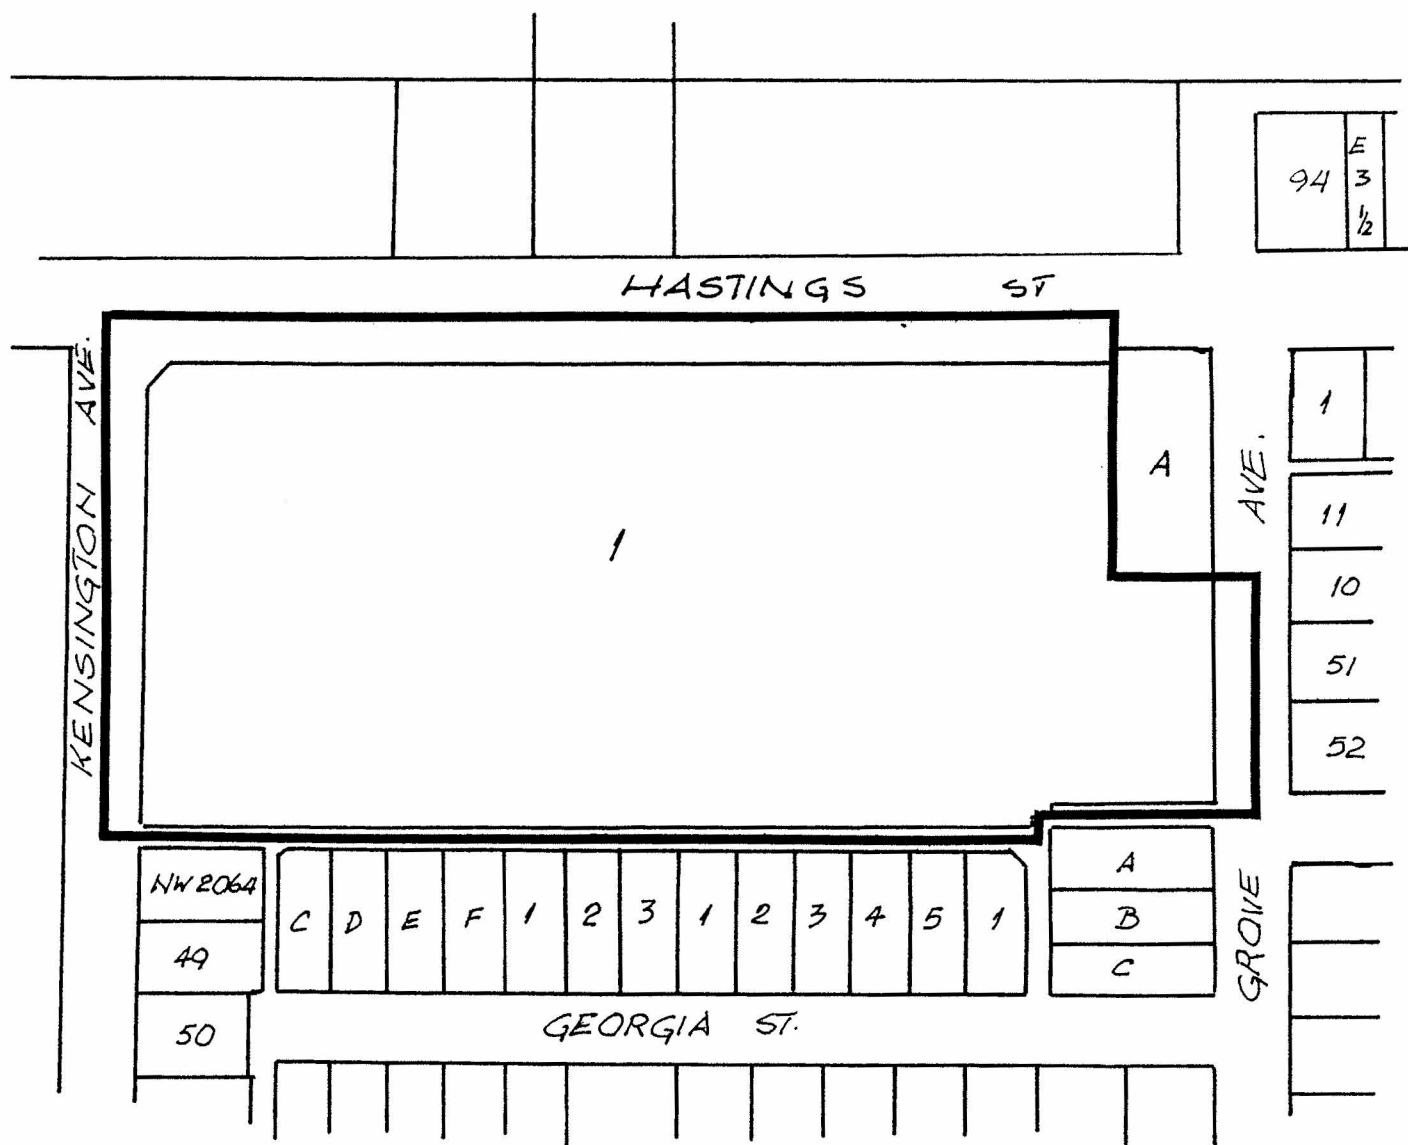 94
E
3
1/2
HASTINGS ST
KENSINGTON AVE.
1
A
1
AVE.
11
10
51
52
NW 2064
49
50
C D E F 1 2 3 1 2 3 4 5 1
A
B
C
GROVE
GEORGIA ST.